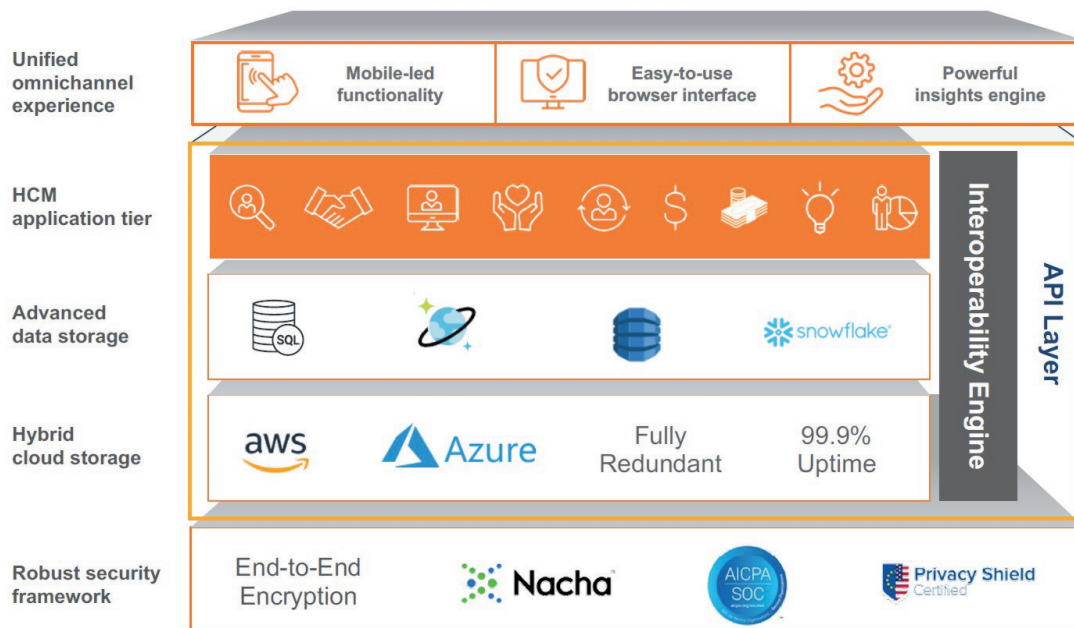 Unified
omnichannel
experience
Mobile-led
functionality
Easy-to-use
browser interface
Powerful
insights engine
HCM
application tier
Advanced
data storage
SQL
snowflake®
Hybrid
cloud storage
aws
Azure
Fully
Redundant
99.9%
Uptime
Interoperability Engine
API Layer
Robust security
framework
End-to-End
Encryption
Nacha
AICPA
SOC
Privacy Shield
Certified